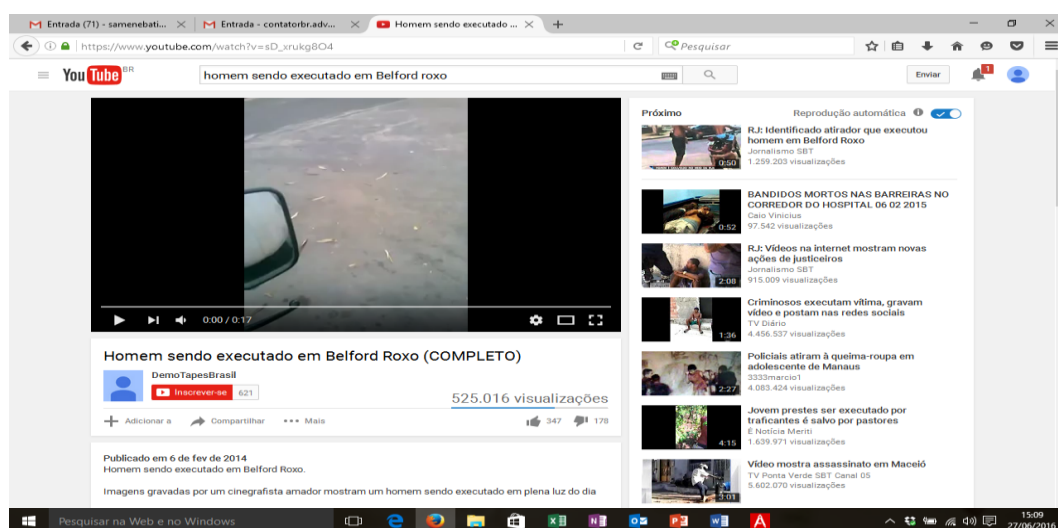 Entrada (71) - samenebati...
Entrada - contatorbr.adv...
Homem sendo executado ...
https://www.youtube.com/watch?v=sD_xrukg8O4
Pesquisar
YouTube BR
homem sendo executado em Belford roxo
Enviar
1
0:00 / 0:17
Homem sendo executado em Belford Roxo (COMPLETO)
DemoTapesBrasil
Inscrever-se 621
525.016 visualizações
Adicionar a Compartilhar Mais
347 178
Publicado em 6 de fev de 2014
Homem sendo executado em Belford Roxo.
Imagens gravadas por um cinegrafista amador mostram um homem sendo executado em plena luz do dia
Próximo
Reprodução automática
0:50
RJ: Identificado atirador que executou
homem em Belford Roxo
Jornalismo SBT
1.259.203 visualizações
0:52
BANDIDOS MORTOS NAS BARREIRAS NO
CORREDOR DO HOSPITAL 06 02 2015
Caio Vinicius
97.542 visualizações
2:08
RJ: Vídeos na internet mostram novas
ações de justiceiros
Jornalismo SBT
915.009 visualizações
1:36
Criminosos executam vítima, gravam
vídeo e postam nas redes sociais
TV Diário
4.456.537 visualizações
2:27
Policiais atiram à queima-roupa em
adolescente de Manaus
3333marcio1
4.083.424 visualizações
4:15
Jovem prestes ser executado por
traficantes é salvo por pastores
É Notícia Meriti
1.639.971 visualizações
3:01
Vídeo mostra assassinato em Maceió
TV Ponta Verde SBT Canal 05
5.602.070 visualizações
Pesquisar na Web e no Windows
15:09
27/06/2016